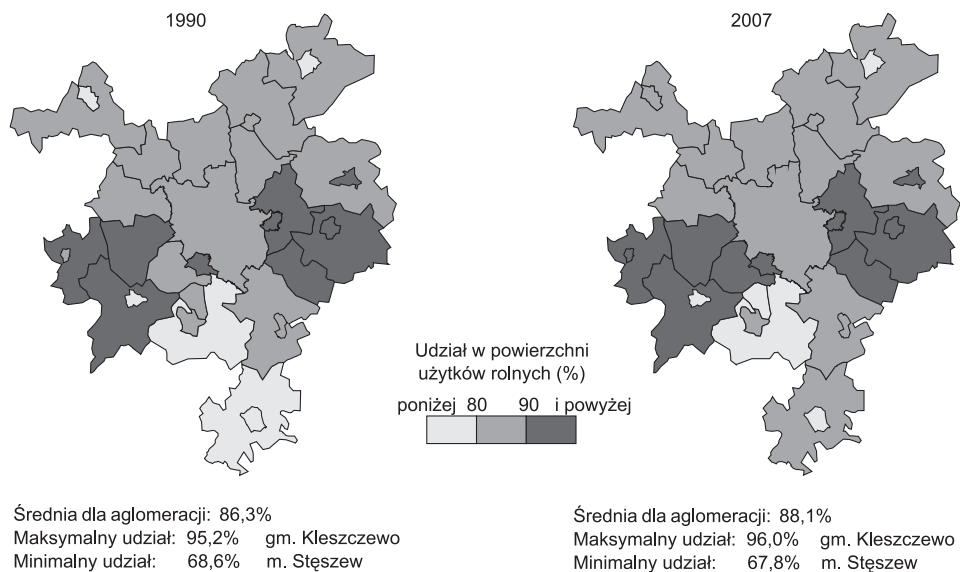 1990
2007
Udział w powierzchni
użytków rolnych (%)
poniżej 80 90 i powyżej
Średnia dla aglomeracji: 86,3%
Maksymalny udział: 95,2% gm. Kleszczewo
Minimalny udział: 68,6% m. Stęszew
Średnia dla aglomeracji: 88,1%
Maksymalny udział: 96,0% gm. Kleszczewo
Minimalny udział: 67,8% m. Stęszew